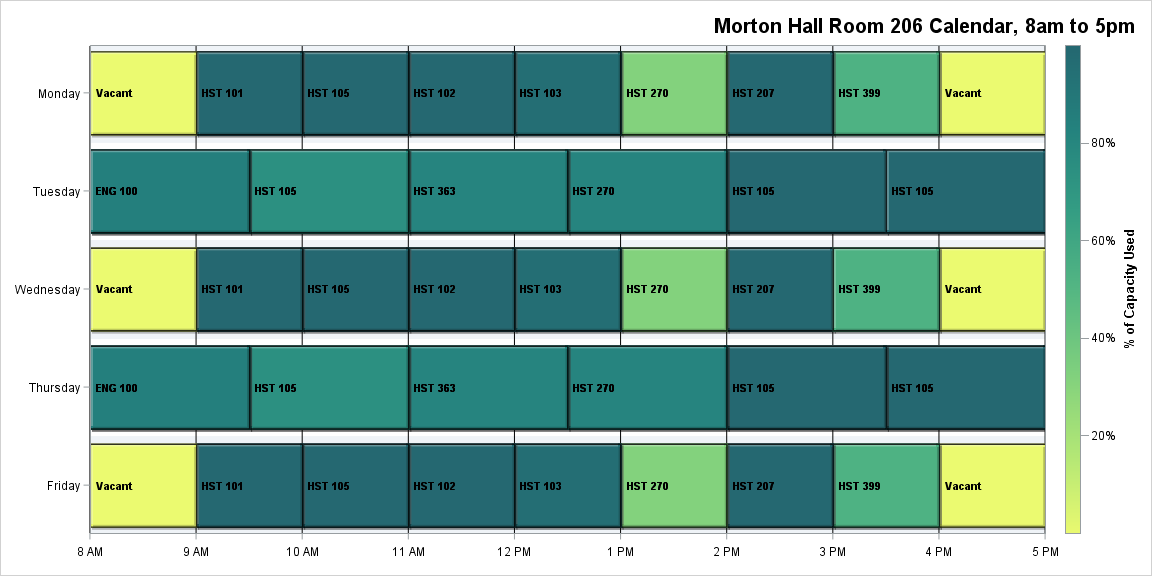 Morton Hall Room 206 Calendar, 8am to 5pm
Monday
Vacant HST 101 HST 105 HST 102 HST 103 HST 270 HST 207 HST 399 Vacant
Tuesday
ENG 100 HST 105 HST 363 HST 270 HST 105 HST 105
Wednesday
Vacant HST 101 HST 105 HST 102 HST 103 HST 270 HST 207 HST 399 Vacant
Thursday
ENG 100 HST 105 HST 363 HST 270 HST 105 HST 105
Friday
Vacant HST 101 HST 105 HST 102 HST 103 HST 270 HST 207 HST 399 Vacant
8 AM 9 AM 10 AM 11 AM 12 PM 1 PM 2 PM 3 PM 4 PM 5 PM
80%
60%
40%
20%
% of Capacity Used